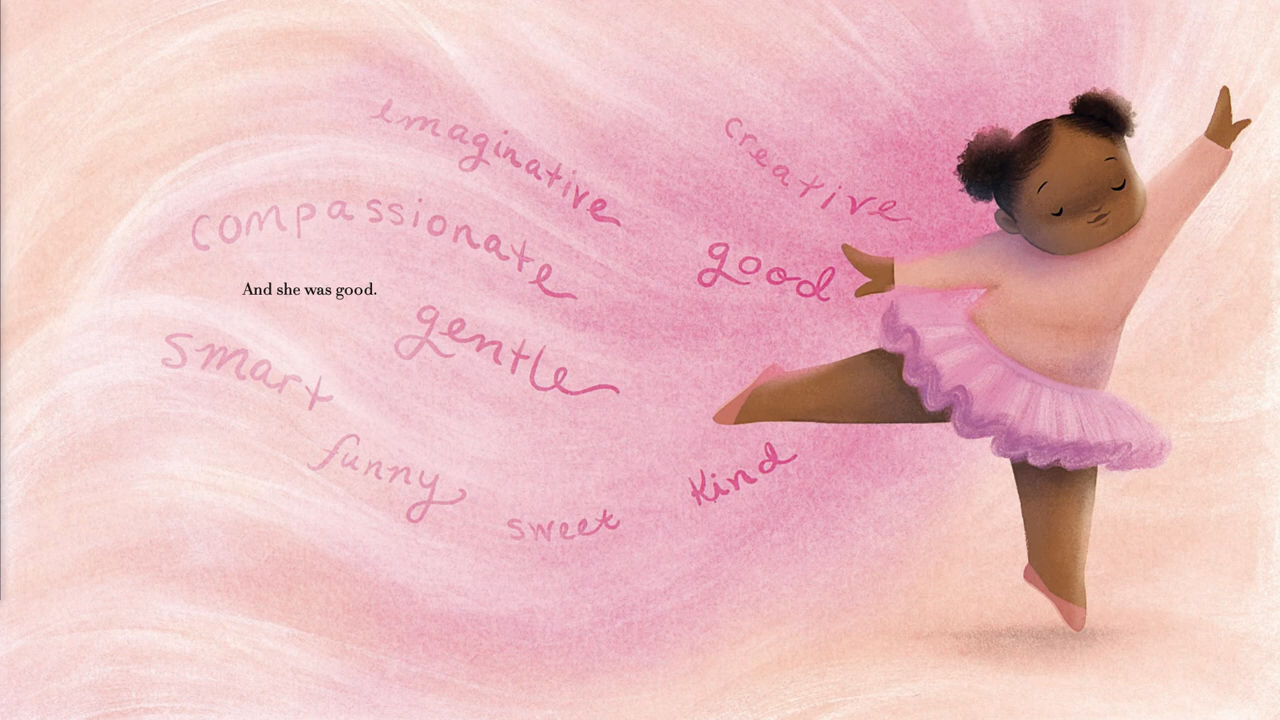 imaginative
creative
compassionate
good
And she was good.
gentle
smart
funny
kind
sweet